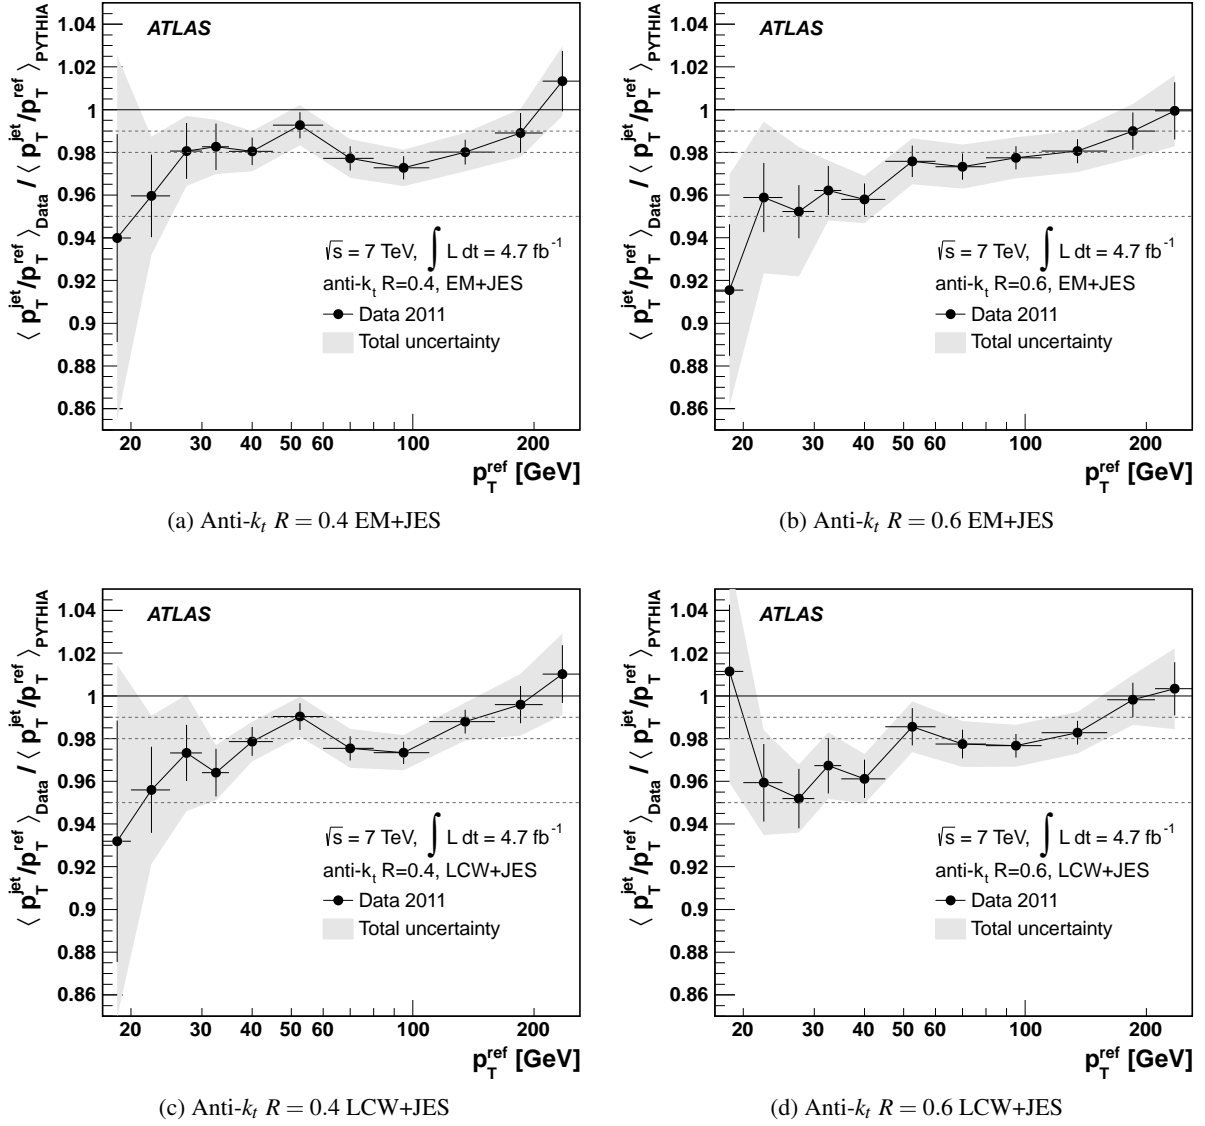 ATLAS
⟨ p_T^jet/p_T^ref ⟩_Data / ⟨ p_T^jet/p_T^ref ⟩_PYTHIA
1.04
1.02
1
0.98
0.96
0.94
0.92
0.9
0.88
0.86
√s = 7 TeV, ∫ L dt = 4.7 fb^-1
anti-k_t R=0.4, EM+JES
Data 2011
Total uncertainty
20 30 40 50 60 100 200
p_T^ref [GeV]
(a) Anti-k_t R = 0.4 EM+JES
ATLAS
⟨ p_T^jet/p_T^ref ⟩_Data / ⟨ p_T^jet/p_T^ref ⟩_PYTHIA
1.04
1.02
1
0.98
0.96
0.94
0.92
0.9
0.88
0.86
√s = 7 TeV, ∫ L dt = 4.7 fb^-1
anti-k_t R=0.6, EM+JES
Data 2011
Total uncertainty
20 30 40 50 60 100 200
p_T^ref [GeV]
(b) Anti-k_t R = 0.6 EM+JES
ATLAS
⟨ p_T^jet/p_T^ref ⟩_Data / ⟨ p_T^jet/p_T^ref ⟩_PYTHIA
1.04
1.02
1
0.98
0.96
0.94
0.92
0.9
0.88
0.86
√s = 7 TeV, ∫ L dt = 4.7 fb^-1
anti-k_t R=0.4, LCW+JES
Data 2011
Total uncertainty
20 30 40 50 60 100 200
p_T^ref [GeV]
(c) Anti-k_t R = 0.4 LCW+JES
ATLAS
⟨ p_T^jet/p_T^ref ⟩_Data / ⟨ p_T^jet/p_T^ref ⟩_PYTHIA
1.04
1.02
1
0.98
0.96
0.94
0.92
0.9
0.88
0.86
√s = 7 TeV, ∫ L dt = 4.7 fb^-1
anti-k_t R=0.6, LCW+JES
Data 2011
Total uncertainty
20 30 40 50 60 100 200
p_T^ref [GeV]
(d) Anti-k_t R = 0.6 LCW+JES